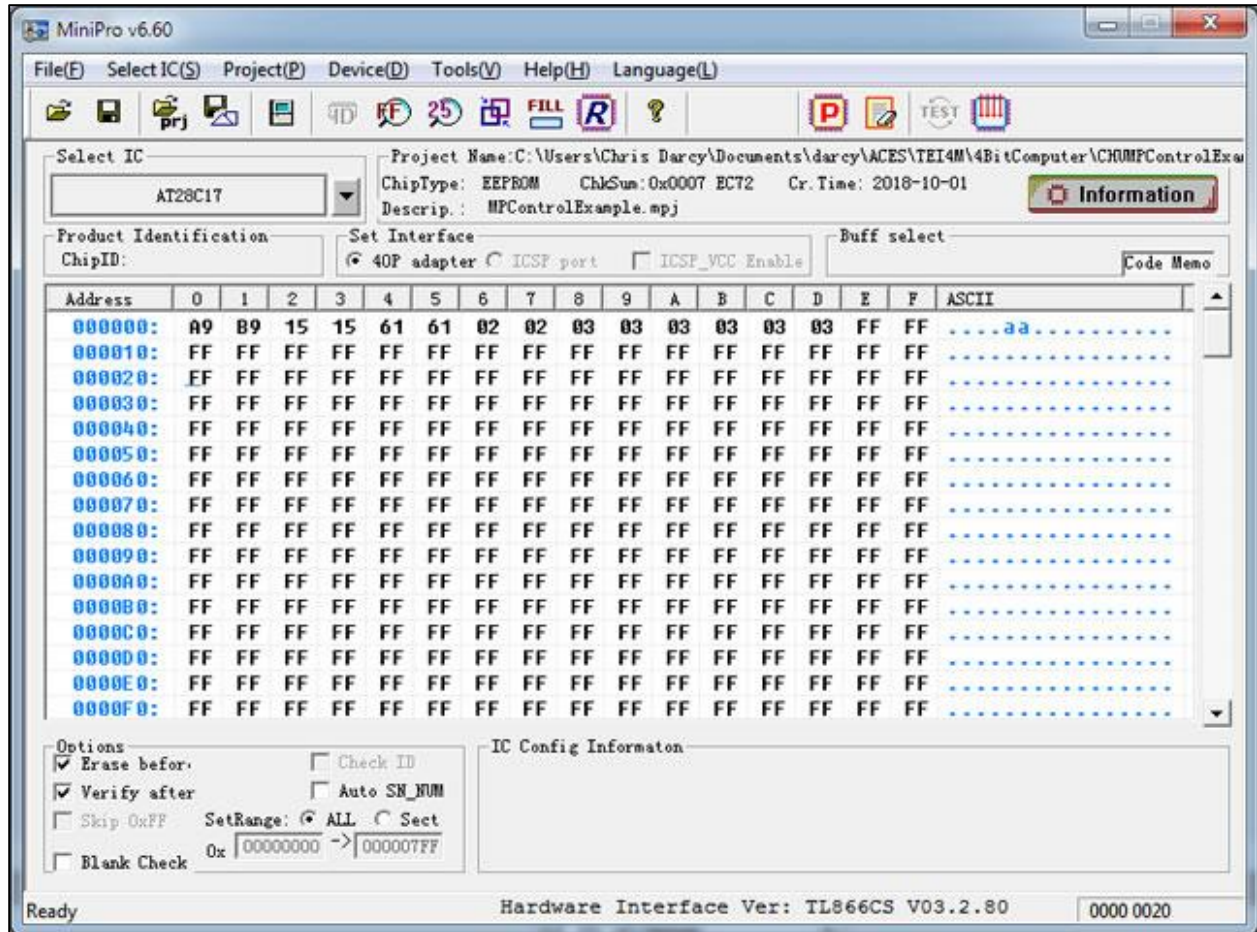 MiniPro v6.60
File(F) Select IC(S) Project(P) Device(D) Tools(V) Help(H) Language(L)
prj 25 FILL R ? P TEST
Select IC
AT28C17
Project Name:C:\Users\Chris Darcy\Documents\darcy\ACES\TEI4M\4BitComputer\CHUMPControlExa
ChipType: EEPROM ChkSum:0x0007 EC72 Cr.Time: 2018-10-01
Descrip.: MPControlExample.mpj
Information
Product Identification
ChipID:
Set Interface
40P adapter ICSP port ICSP_VCC Enable
Buff select
Code Memo
Address 0 1 2 3 4 5 6 7 8 9 A B C D E F ASCII
000000: A9 B9 15 15 61 61 02 02 03 03 03 03 03 03 FF FF ....aa..........
000010: FF FF FF FF FF FF FF FF FF FF FF FF FF FF FF FF ................
000020: FF FF FF FF FF FF FF FF FF FF FF FF FF FF FF FF ................
000030: FF FF FF FF FF FF FF FF FF FF FF FF FF FF FF FF ................
000040: FF FF FF FF FF FF FF FF FF FF FF FF FF FF FF FF ................
000050: FF FF FF FF FF FF FF FF FF FF FF FF FF FF FF FF ................
000060: FF FF FF FF FF FF FF FF FF FF FF FF FF FF FF FF ................
000070: FF FF FF FF FF FF FF FF FF FF FF FF FF FF FF FF ................
000080: FF FF FF FF FF FF FF FF FF FF FF FF FF FF FF FF ................
000090: FF FF FF FF FF FF FF FF FF FF FF FF FF FF FF FF ................
0000A0: FF FF FF FF FF FF FF FF FF FF FF FF FF FF FF FF ................
0000B0: FF FF FF FF FF FF FF FF FF FF FF FF FF FF FF FF ................
0000C0: FF FF FF FF FF FF FF FF FF FF FF FF FF FF FF FF ................
0000D0: FF FF FF FF FF FF FF FF FF FF FF FF FF FF FF FF ................
0000E0: FF FF FF FF FF FF FF FF FF FF FF FF FF FF FF FF ................
0000F0: FF FF FF FF FF FF FF FF FF FF FF FF FF FF FF FF ................
Options
Erase befor
Check ID
Verify after
Auto SN_NUM
Skip 0xFF
SetRange: ALL Sect
Blank Check
0x 00000000 -> 000007FF
IC Config Informaton
Ready
Hardware Interface Ver: TL866CS V03.2.80
0000 0020